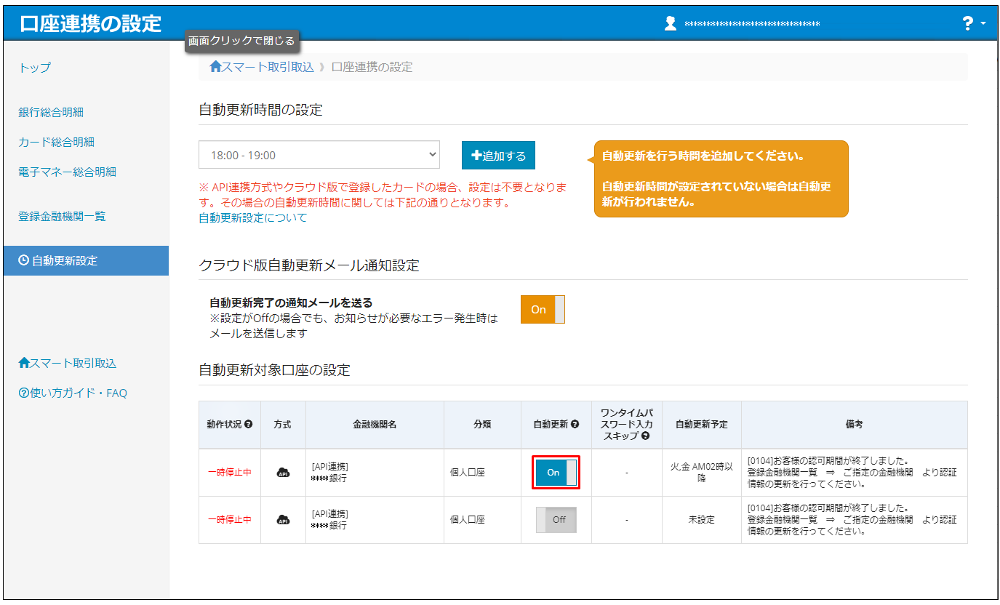 口座連携の設定
************************************
?
画面クリックで閉じる
トップ
銀行総合明細
カード総合明細
電子マネー総合明細
登録金融機関一覧
自動更新設定
スマート取引取込
使い方ガイド・FAQ
スマート取引取込 》 口座連携の設定
自動更新時間の設定
18:00 - 19:00
追加する
※ API連携方式やクラウド版で登録したカードの場合、設定は不要となりま
す。その場合の自動更新時間に関しては下記の通りとなります。
自動更新設定について
自動更新を行う時間を追加してください。
自動更新時間が設定されていない場合は自動更
新が行われません。
クラウド版自動更新メール通知設定
自動更新完了の通知メールを送る
※設定がOffの場合でも、お知らせが必要なエラー発生時は
メールを送信します
On
自動更新対象口座の設定
動作状況 ? 方式 金融機関名 分類 自動更新 ?
ワンタイムパ
スワード入力
スキップ ?
自動更新予定 備考
一時停止中
API
[API連携]
****銀行
個人口座
On
-
火,金 AM02時以
降
[0104]お客様の認可期間が終了しました。
登録金融機関一覧 ⇒ ご指定の金融機関 より認証
情報の更新を行ってください。
一時停止中
API
[API連携]
****銀行
個人口座
Off
-
未設定
[0104]お客様の認可期間が終了しました。
登録金融機関一覧 ⇒ ご指定の金融機関 より認証
情報の更新を行ってください。